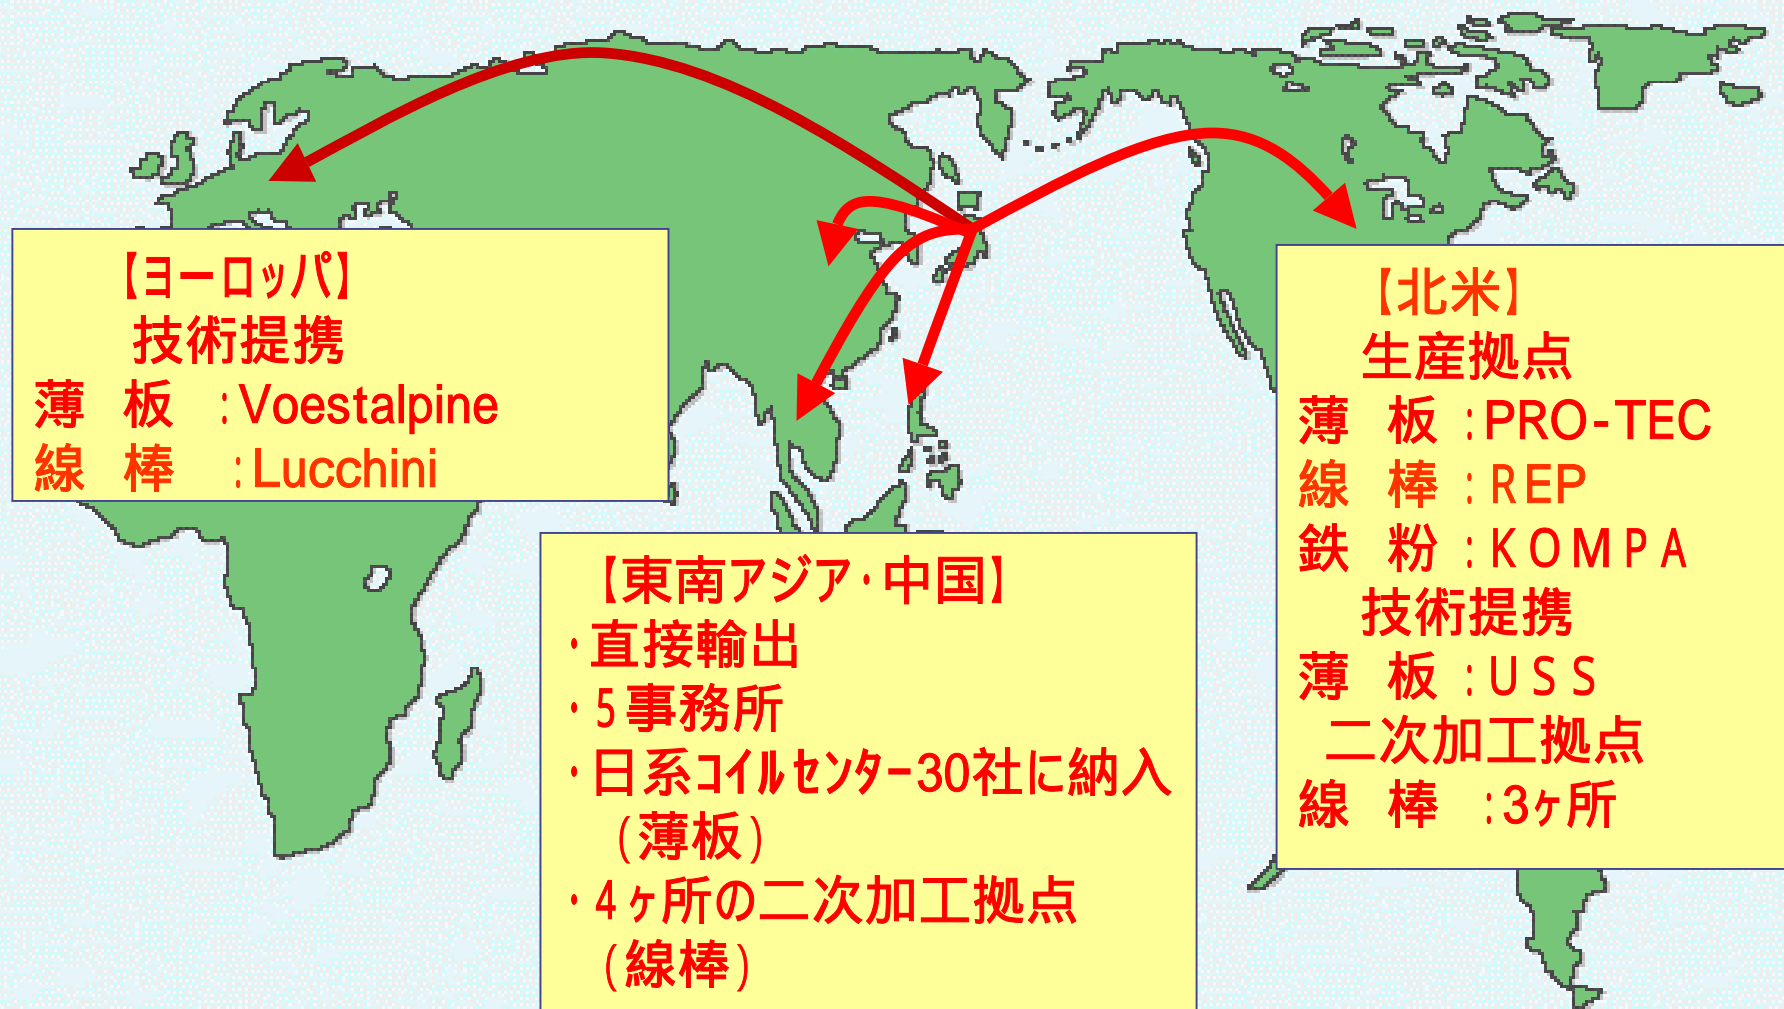 【ヨーロッパ】
技術提携
薄 板 :Voestalpine
線 棒 :Lucchini
【東南アジア・中国】
・直接輸出
・5事務所
・日系コイルセンター30社に納入
(薄板)
・4ヶ所の二次加工拠点
(線棒)
【北米】
生産拠点
薄 板:PRO-TEC
線 棒:REP
鉄 粉:KOMPA
技術提携
薄 板:USS
二次加工拠点
線 棒 :3ヶ所